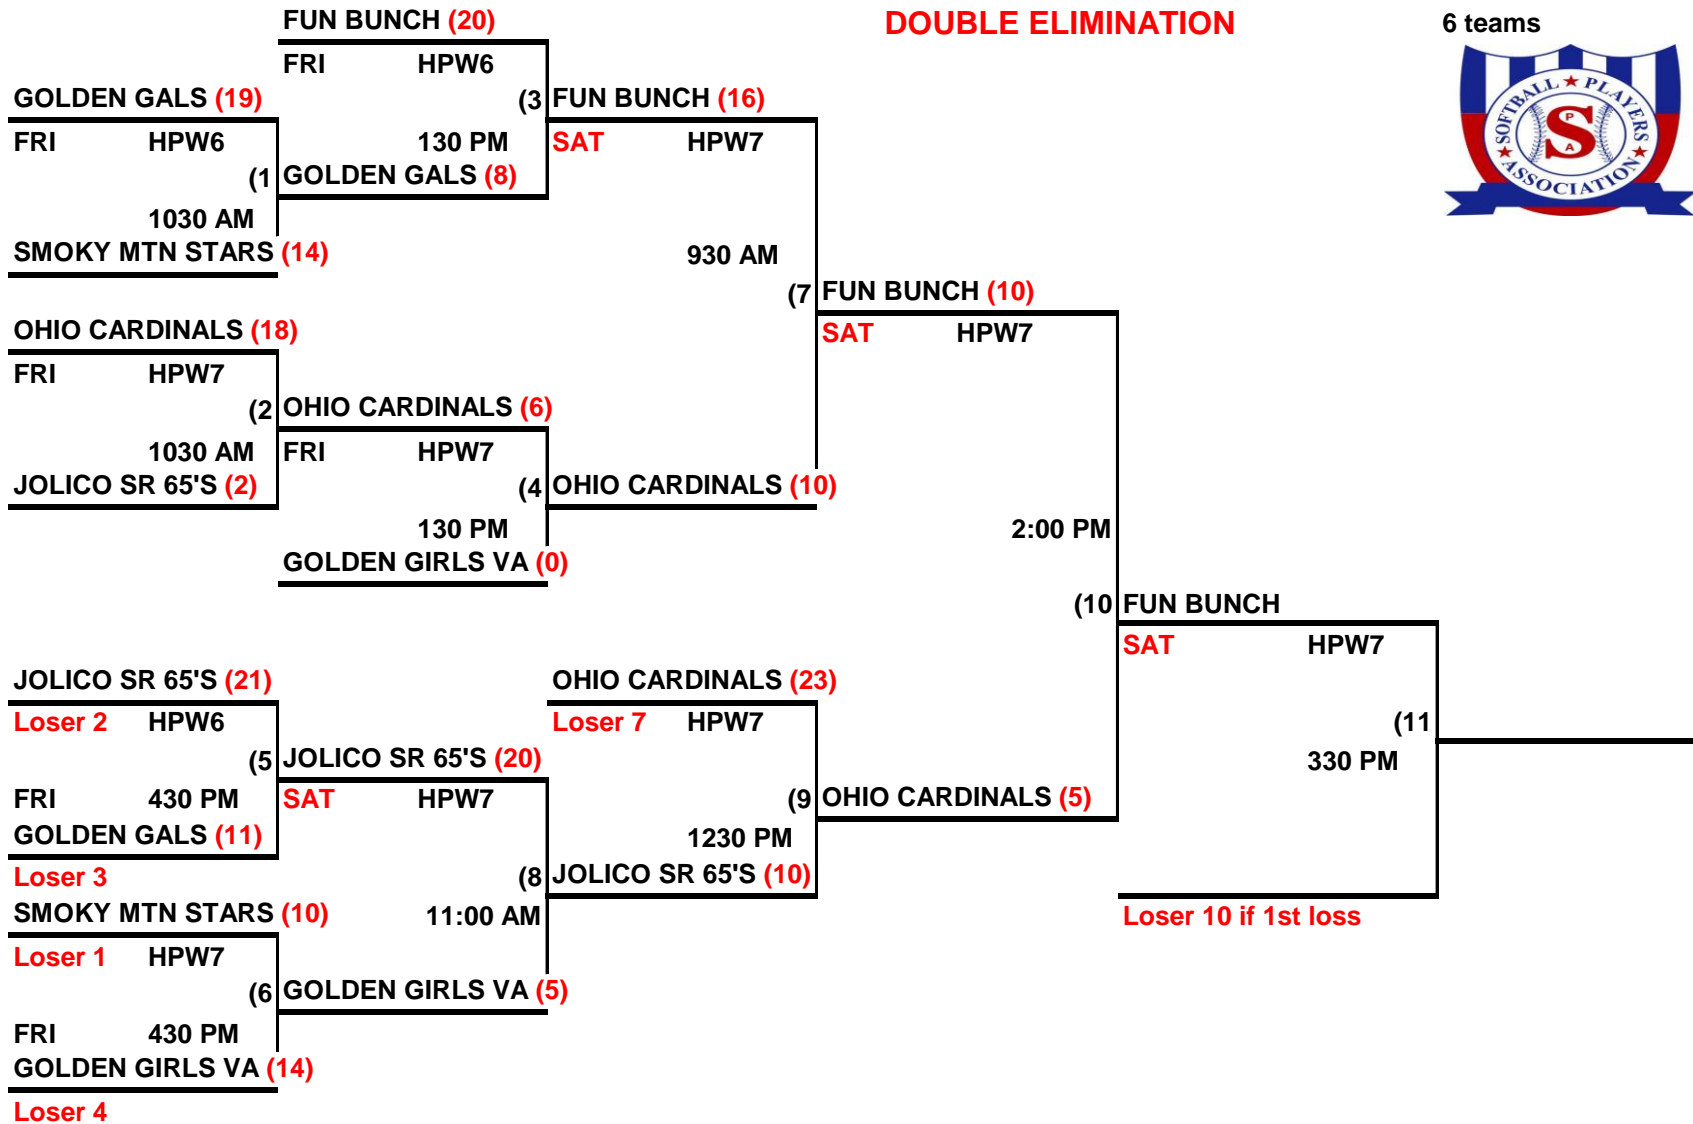 FUN BUNCH (20)
DOUBLE ELIMINATION
6 teams
FRI HPW6
GOLDEN GALS (19)
(3 FUN BUNCH (16)
FRI HPW6
130 PM
SAT HPW7
(1 GOLDEN GALS (8)
1030 AM
SMOKY MTN STARS (14)
930 AM
SOFTBALL PLAYERS ASSOCIATION
S
P
A
(7 FUN BUNCH (10)
OHIO CARDINALS (18)
SAT HPW7
FRI HPW7
(2 OHIO CARDINALS (6)
1030 AM
FRI HPW7
JOLICO SR 65'S (2)
(4 OHIO CARDINALS (10)
130 PM
2:00 PM
GOLDEN GIRLS VA (0)
(10 FUN BUNCH
SAT HPW7
JOLICO SR 65'S (21)
OHIO CARDINALS (23)
Loser 2 HPW6
Loser 7 HPW7
(11
(5 JOLICO SR 65'S (20)
330 PM
FRI 430 PM
SAT HPW7
(9 OHIO CARDINALS (5)
GOLDEN GALS (11)
1230 PM
Loser 3
(8 JOLICO SR 65'S (10)
SMOKY MTN STARS (10)
11:00 AM
Loser 10 if 1st loss
Loser 1 HPW7
(6 GOLDEN GIRLS VA (5)
FRI 430 PM
GOLDEN GIRLS VA (14)
Loser 4